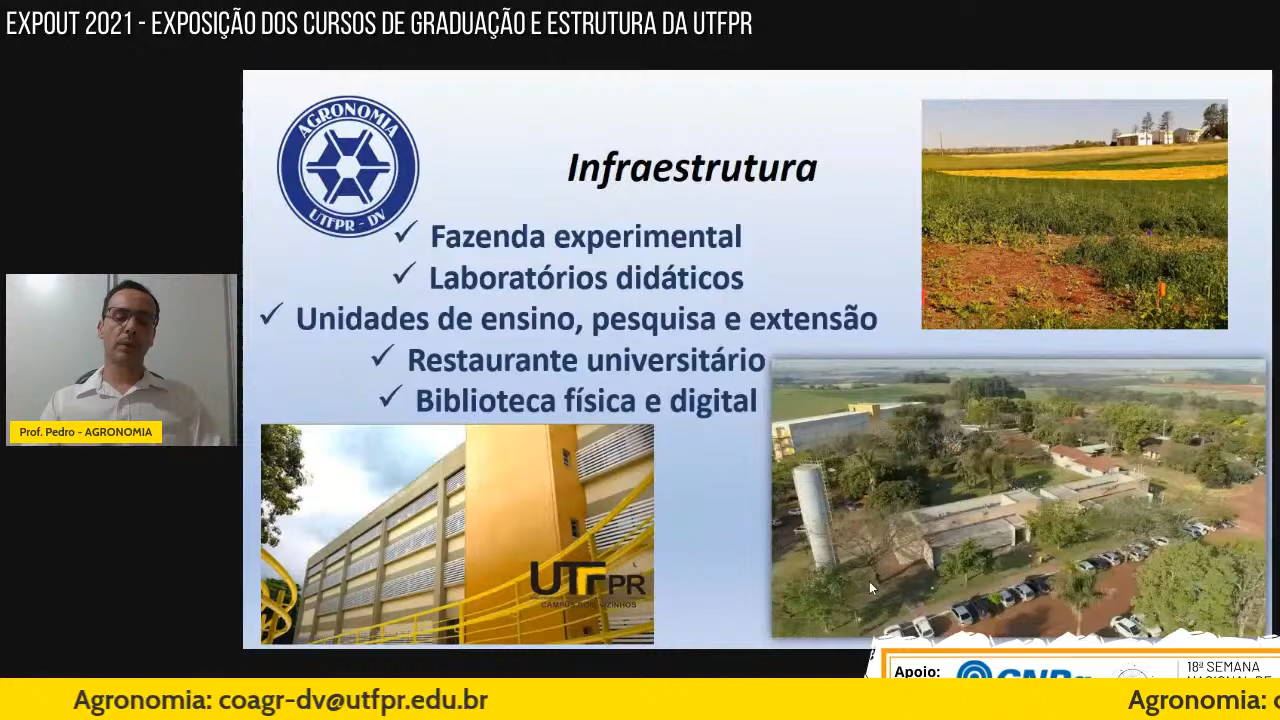 EXPOUT 2021 - EXPOSIÇÃO DOS CURSOS DE GRADUAÇÃO E ESTRUTURA DA UTFPR
AGRONOMIA
UTFPR - DV
Infraestrutura
✓ Fazenda experimental
✓ Laboratórios didáticos
✓ Unidades de ensino, pesquisa e extensão
✓ Restaurante universitário
✓ Biblioteca física e digital
Prof. Pedro - AGRONOMIA
UTFPR
CAMPUS DOIS VIZINHOS
Apoio:
CNPq
18ª SEMANA
NACIONAL DE
Agronomia: coagr-dv@utfpr.edu.br
Agronomia: c